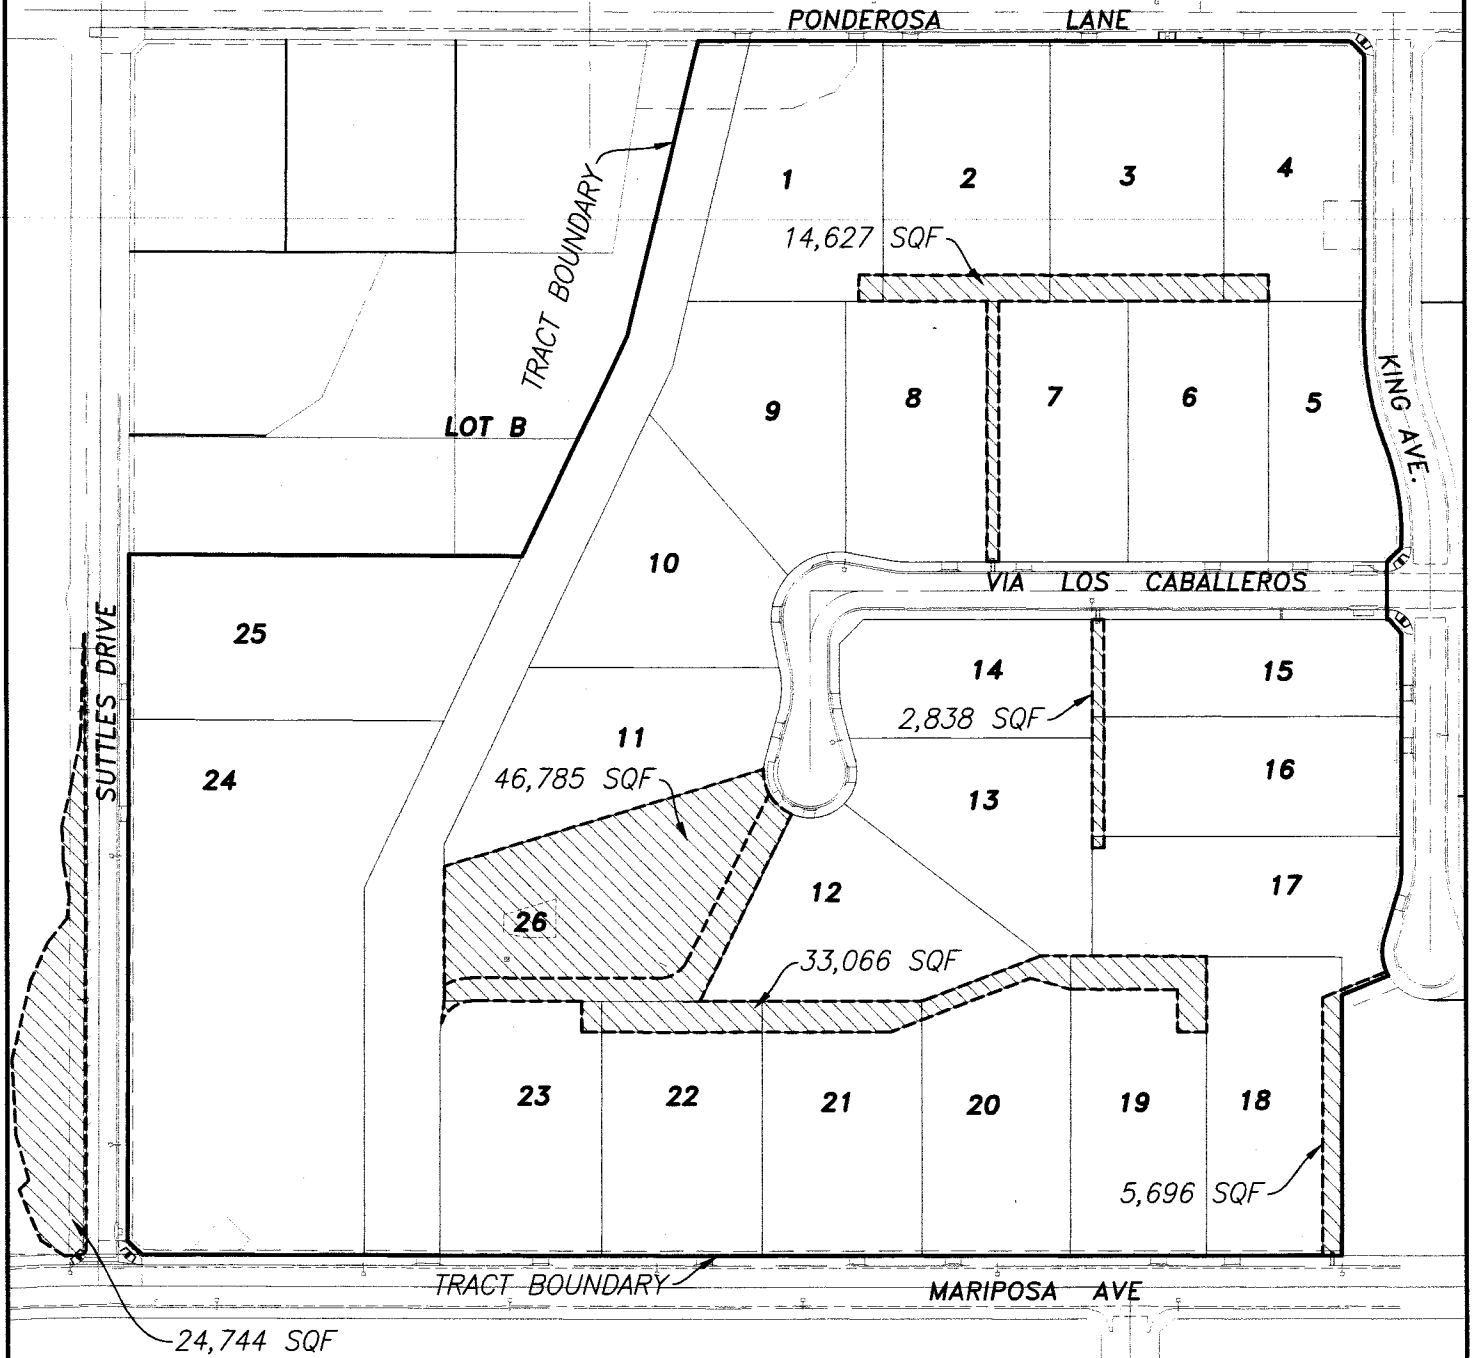 PONDEROSA LANE
1
2
3
4
14,627 SQF
TRACT BOUNDARY
KING AVE.
9
8
7
6
5
LOT B
10
VIA LOS CABALLEROS
25
SUTTLES DRIVE
14
15
2,838 SQF
11
46,785 SQF
24
13
16
12
17
26
33,066 SQF
23
22
21
20
19
18
5,696 SQF
TRACT BOUNDARY
MARIPOSA AVE
24,744 SQF